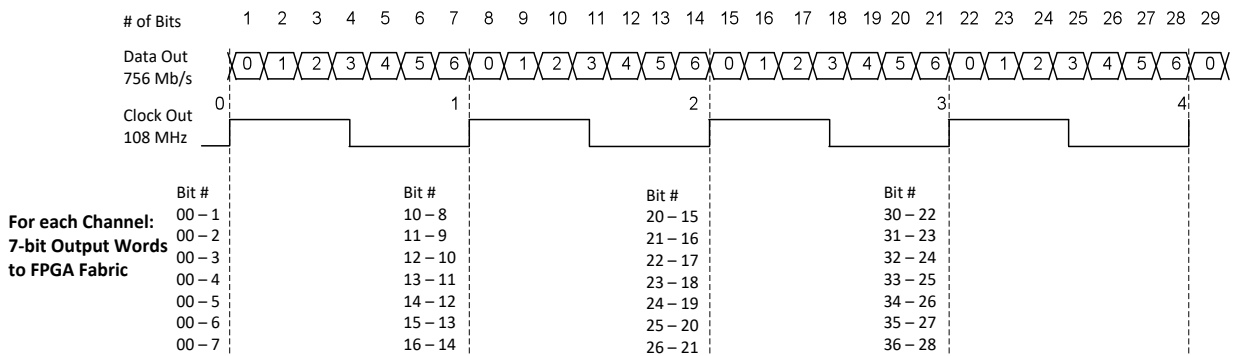 # of Bits 1 2 3 4 5 6 7 8 9 10 11 12 13 14 15 16 17 18 19 20 21 22 23 24 25 26 27 28 29
Data Out
756 Mb/s
0 1 2 3 4 5 6 0 1 2 3 4 5 6 0 1 2 3 4 5 6 0 1 2 3 4 5 6 0
0 1 2 3 4
Clock Out
108 MHz
For each Channel:
7-bit Output Words
to FPGA Fabric
Bit #
00 – 1
00 – 2
00 – 3
00 – 4
00 – 5
00 – 6
00 – 7
Bit #
10 – 8
11 – 9
12 – 10
13 – 11
14 – 12
15 – 13
16 – 14
Bit #
20 – 15
21 – 16
22 – 17
23 – 18
24 – 19
25 – 20
26 – 21
Bit #
30 – 22
31 – 23
32 – 24
33 – 25
34 – 26
35 – 27
36 – 28